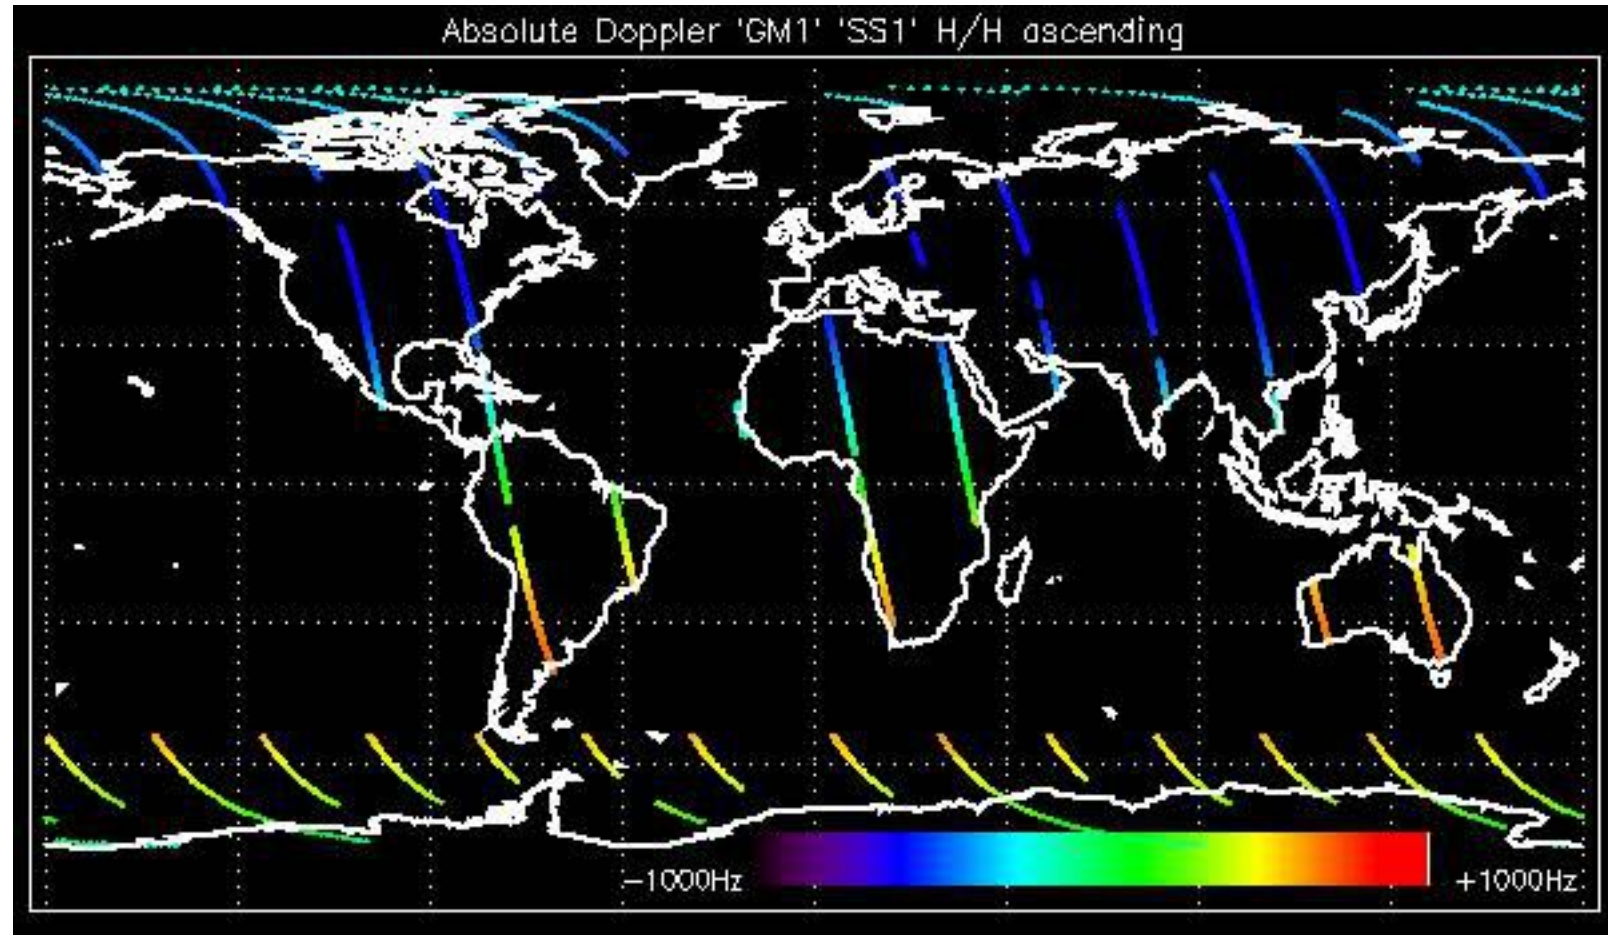 Absolute Doppler 'GM1' 'SS1' H/H ascending
−1000Hz
+1000Hz